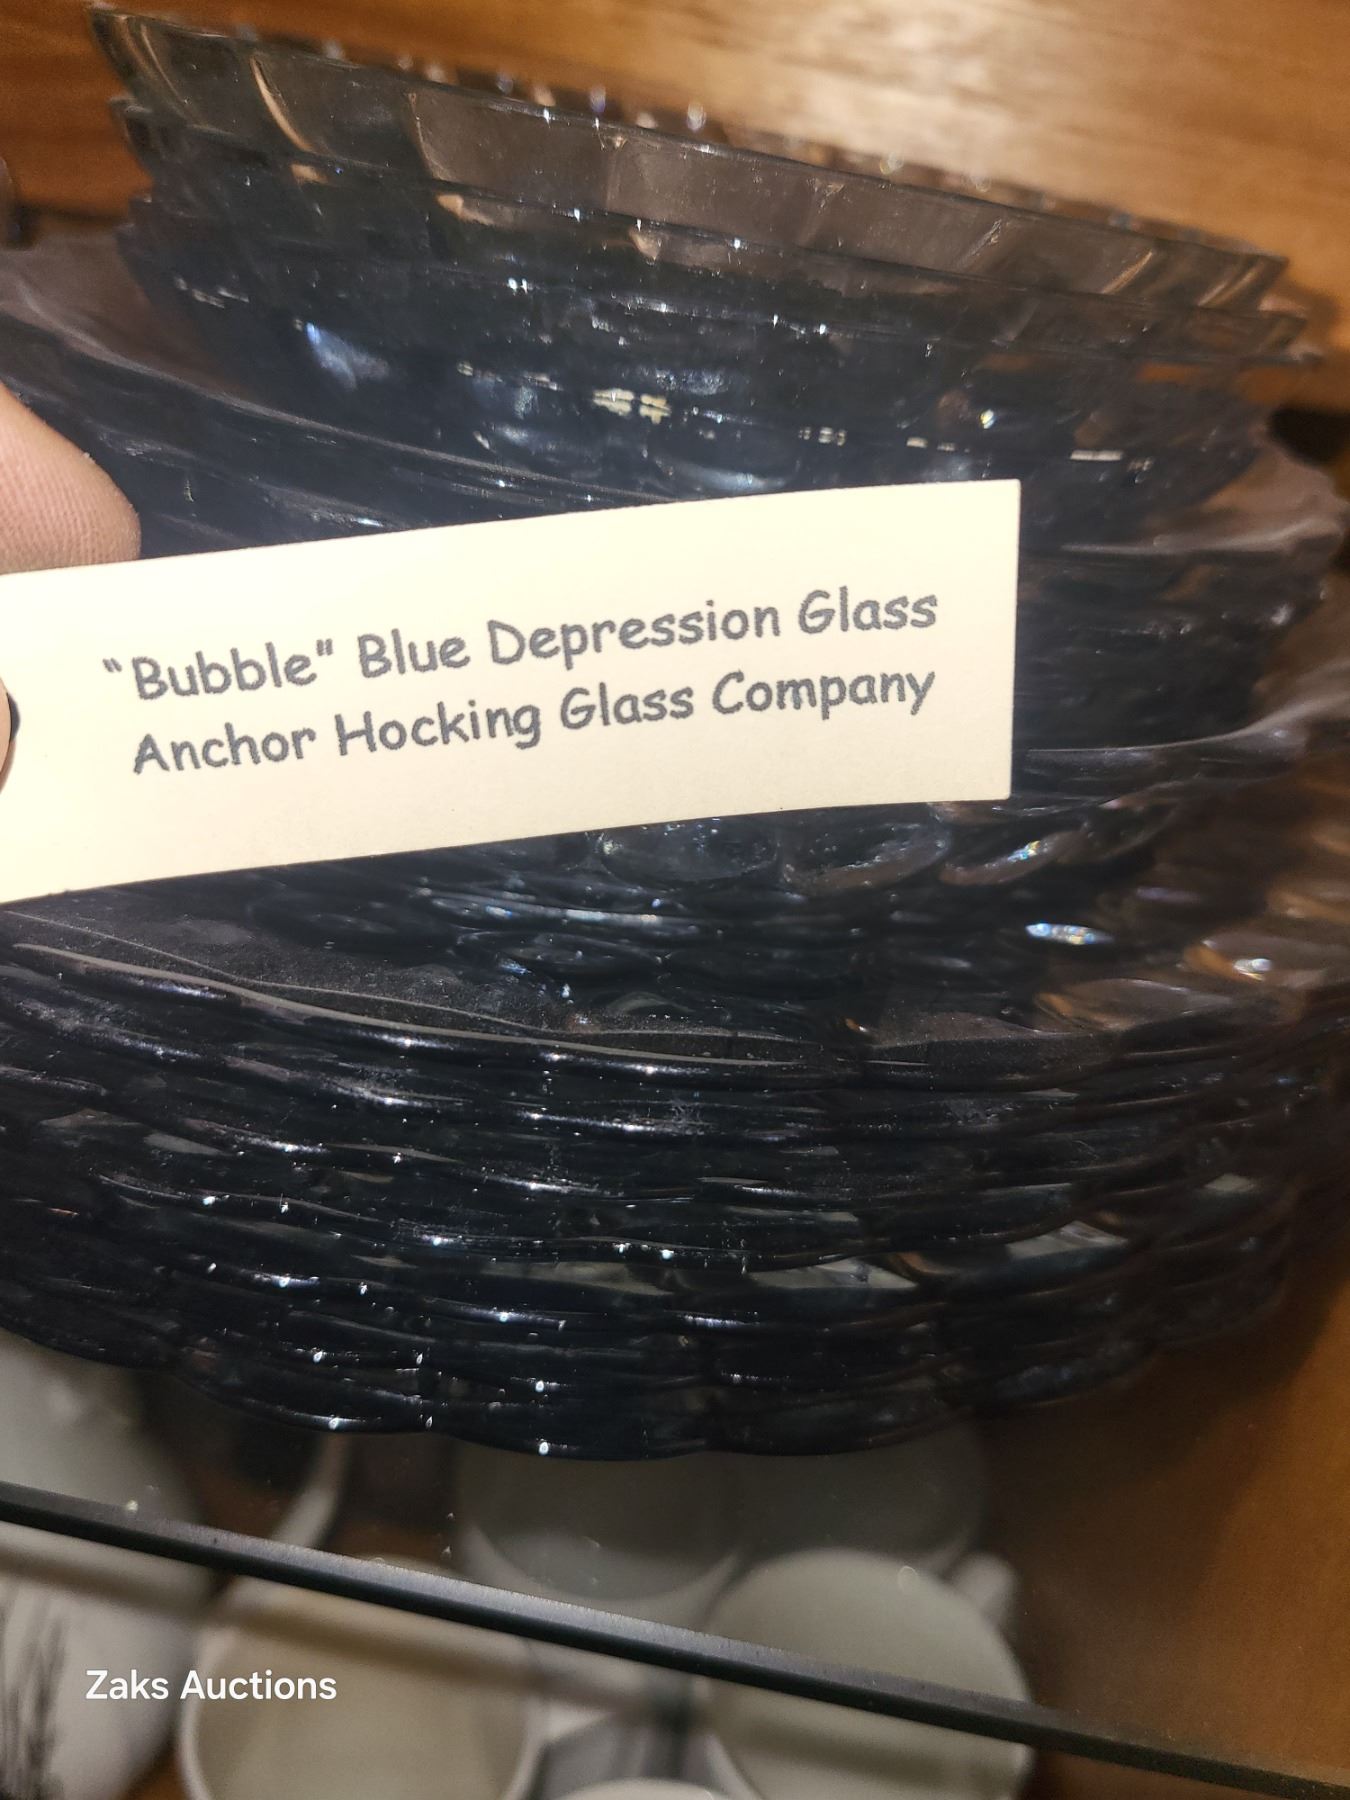 “Bubble" Blue Depression Glass
Anchor Hocking Glass Company
Zaks Auctions